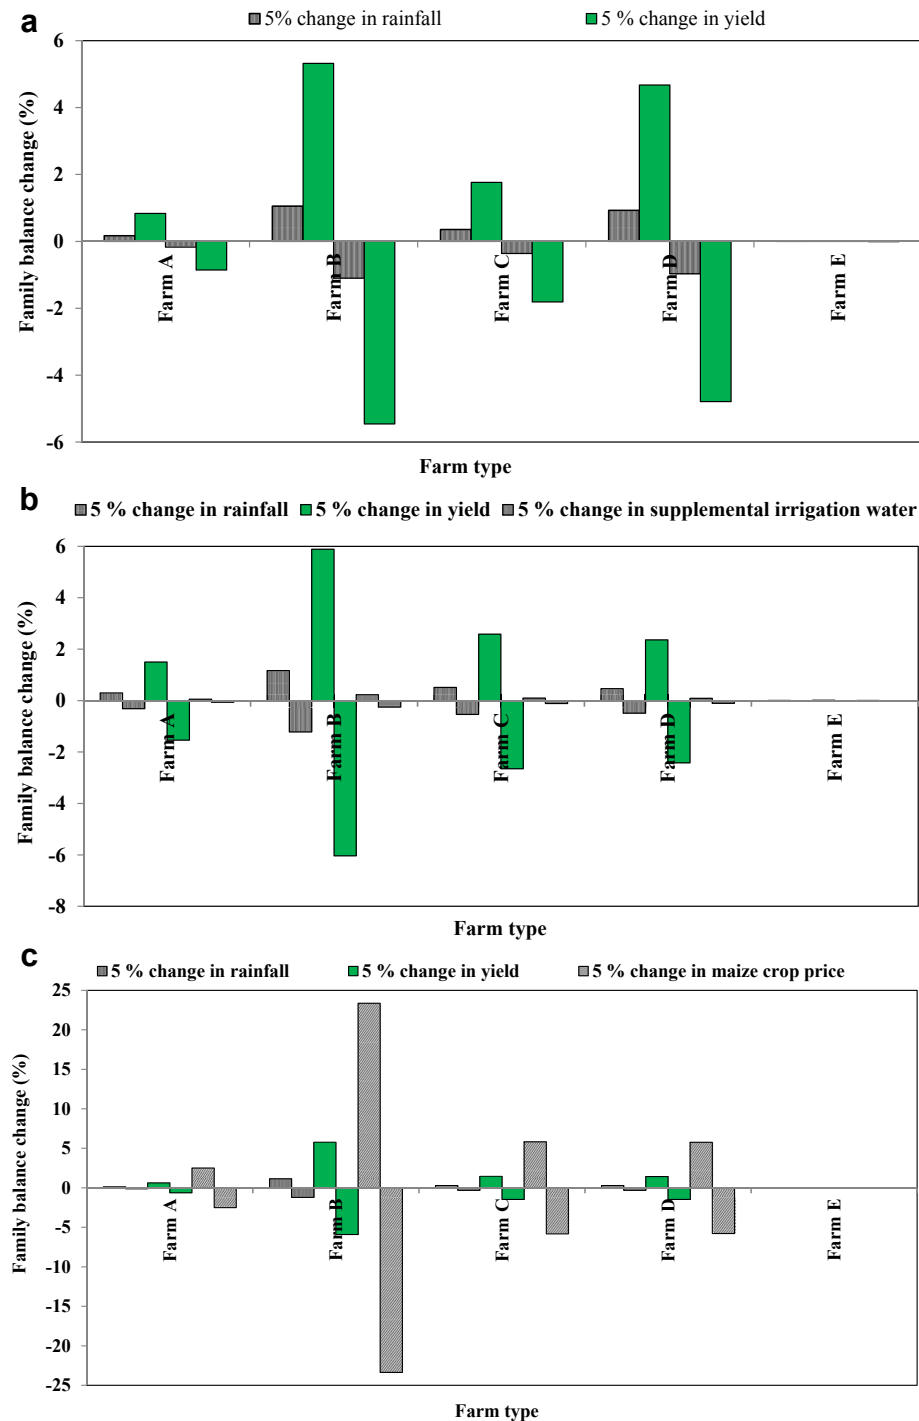 a
5% change in rainfall 5 % change in yield
6
4
2
0
-2
-4
-6
Family balance change (%)
Farm A Farm B Farm C Farm D Farm E
Farm type
b
5 % change in rainfall 5 % change in yield 5 % change in supplemental irrigation water
6
4
2
0
-2
-4
-6
-8
Family balance change (%)
Farm A Farm B Farm C Farm D Farm E
Farm type
c
5 % change in rainfall 5 % change in yield 5 % change in maize crop price
25
20
15
10
5
0
-5
-10
-15
-20
-25
Family balance change (%)
Farm A Farm B Farm C Farm D Farm E
Farm type